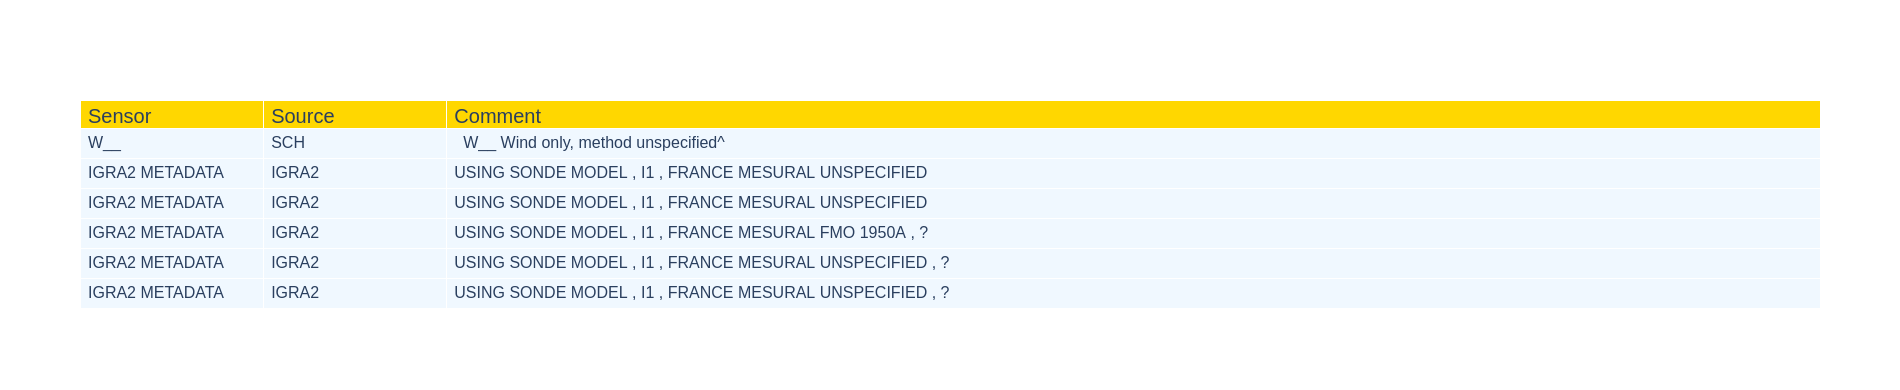 Sensor Source Comment
W__ SCH W__ Wind only, method unspecified^
IGRA2 METADATA IGRA2 USING SONDE MODEL , I1 , FRANCE MESURAL UNSPECIFIED
IGRA2 METADATA IGRA2 USING SONDE MODEL , I1 , FRANCE MESURAL UNSPECIFIED
IGRA2 METADATA IGRA2 USING SONDE MODEL , I1 , FRANCE MESURAL FMO 1950A , ?
IGRA2 METADATA IGRA2 USING SONDE MODEL , I1 , FRANCE MESURAL UNSPECIFIED , ?
IGRA2 METADATA IGRA2 USING SONDE MODEL , I1 , FRANCE MESURAL UNSPECIFIED , ?